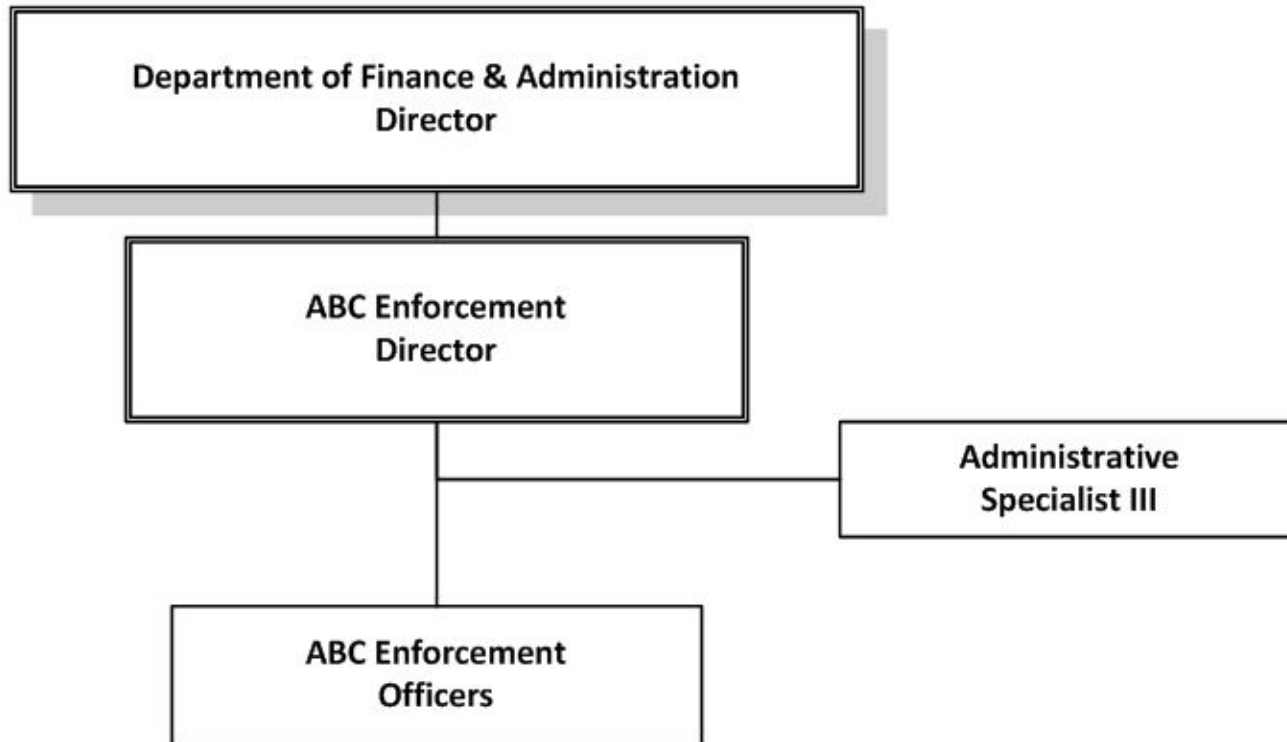 Department of Finance & Administration
Director
ABC Enforcement
Director
Administrative
Specialist III
ABC Enforcement
Officers